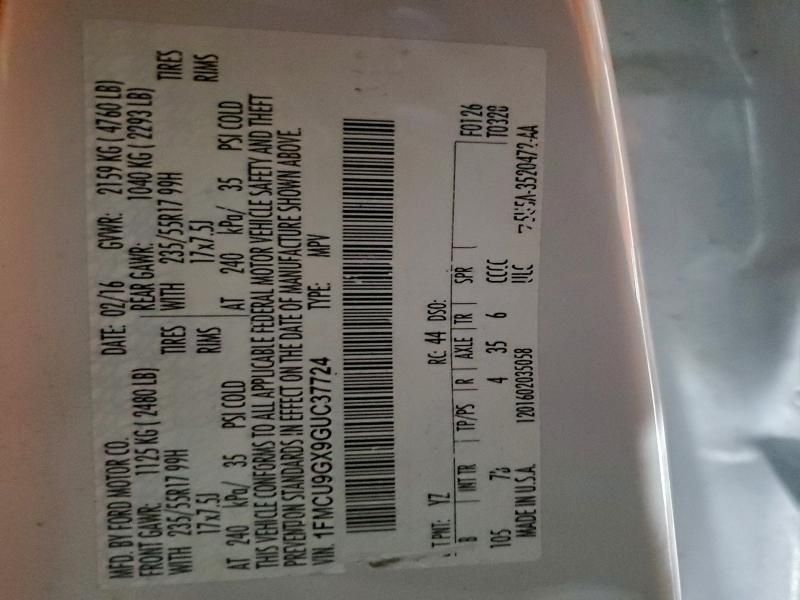 MFD. BY FORD MOTOR CO. DATE: 02/16 GVWR: 2159 KG ( 4760 LB)
FRONT GAWR: 1125 KG ( 2480 LB) REAR GAWR: 1040 KG ( 2293 LB)
WITH 235/55R17 99H TIRES WITH 235/55R17 99H TIRES
17x7.5J RIMS 17x7.5J RIMS
AT 240 kPa/ 35 PSI COLD AT 240 kPa/ 35 PSI COLD
THIS VEHICLE CONFORMS TO ALL APPLICABLE FEDERAL MOTOR VEHICLE SAFETY AND THEFT
PREVENTION STANDARDS IN EFFECT ON THE DATE OF MANUFACTURE SHOWN ABOVE.
VIN: 1FMCU9GX9GUC37724 TYPE: MPV
EXT PNT: YZ RC: 44 DSO: F0126
B INT TR TP/PS R AXLE TR SPR T0320
105 4 35 6 CCCC
MADE IN U.S.A. 1201602035058 ULC